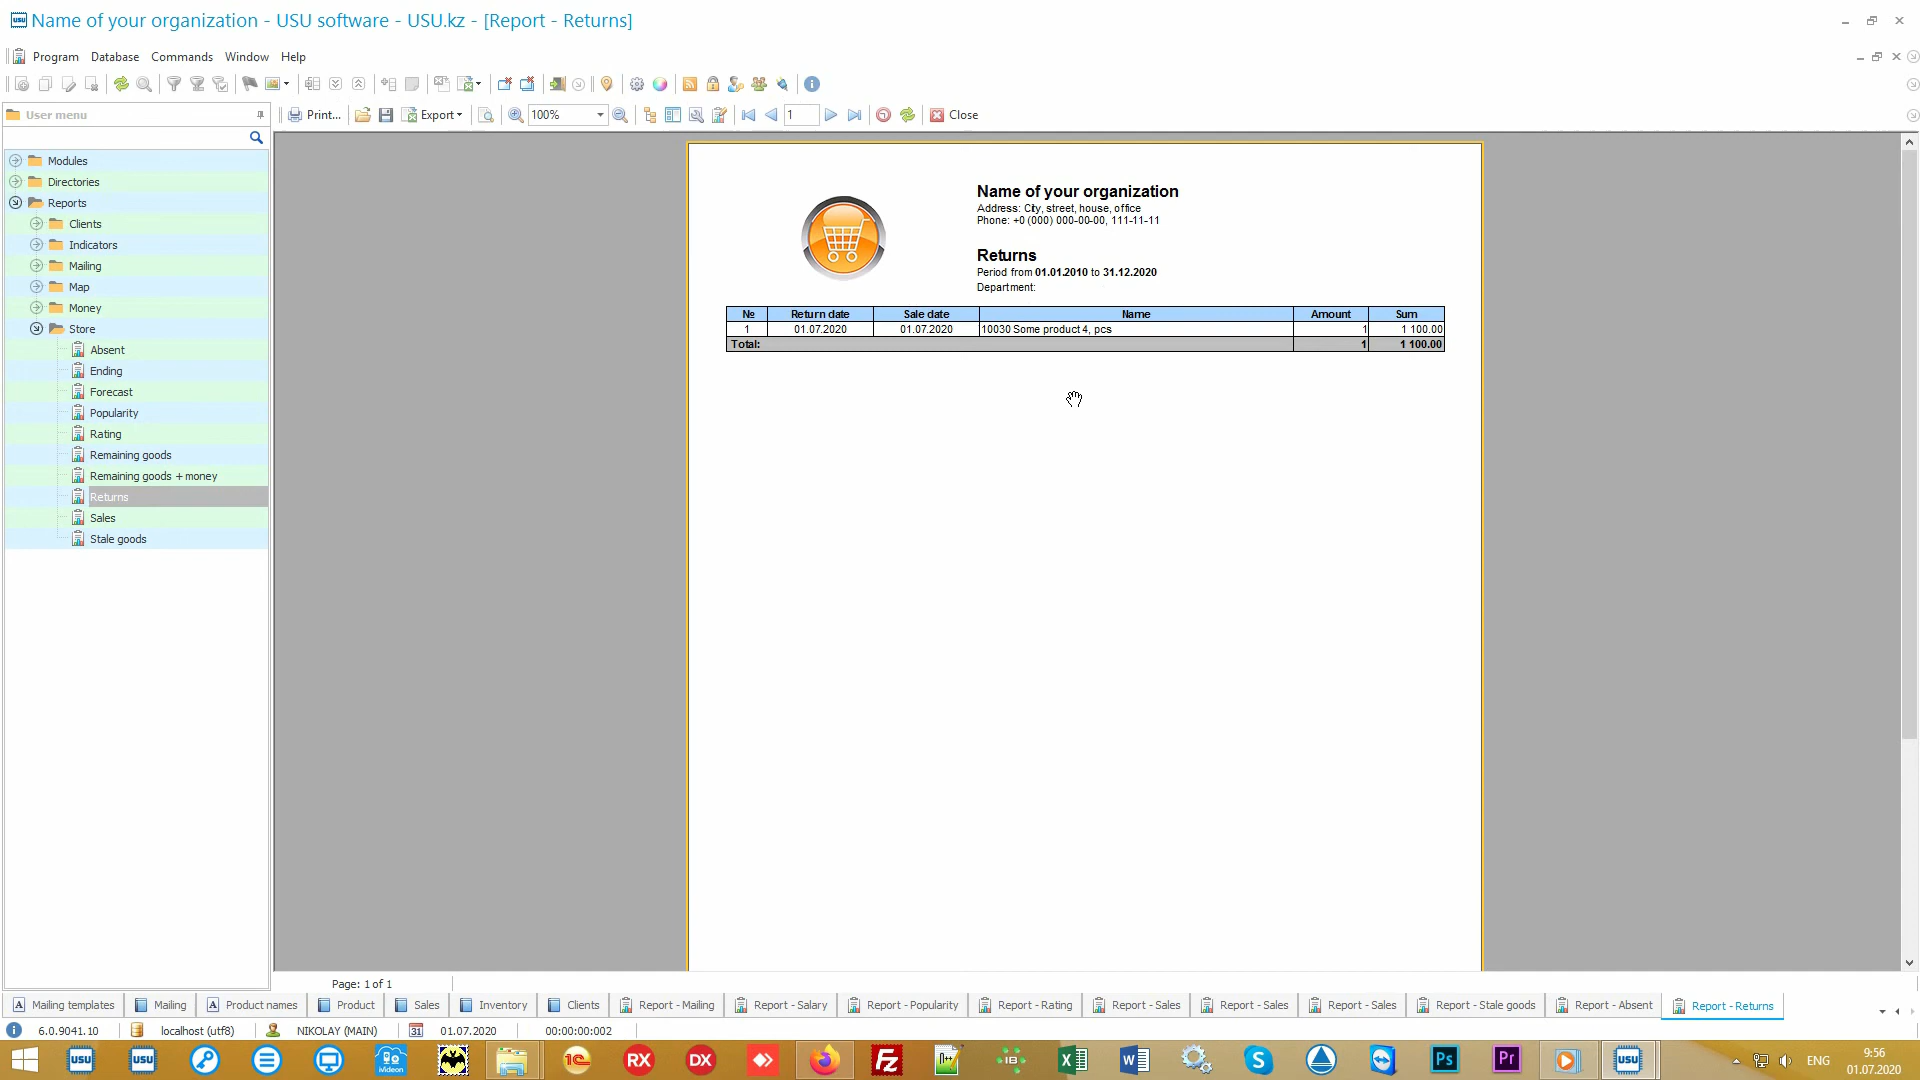 Name of your organization - USU software - USU.kz - [Report - Returns]
Program Database Commands Window Help
User menu
Print... Export 100% 1 Close
Modules
Directories
Reports
Clients
Indicators
Mailing
Map
Money
Store
Absent
Ending
Forecast
Popularity
Rating
Remaining goods
Remaining goods + money
Returns
Sales
Stale goods
Name of your organization
Address: City, street, house, office
Phone: +0 (000) 000-00-00, 111-11-11
Returns
Period from 01.01.2010 to 31.12.2020
Department:
№ Return date Sale date Name Amount Sum
1 01.07.2020 01.07.2020 10030 Some product 4, pcs 1 1 100.00
Total: 1 1 100.00
Page: 1 of 1
Mailing templates Mailing Product names Product Sales Inventory Clients Report - Mailing Report - Salary Report - Popularity Report - Rating Report - Sales Report - Sales Report - Sales Report - Stale goods Report - Absent Report - Returns
6.0.9041.10 localhost (utf8) NIKOLAY (MAIN) 31 01.07.2020 00:00:00:002
USU USU ivideon 1c RX DX Fz IB X W S Ps Pr USU ENG
9:56
01.07.2020